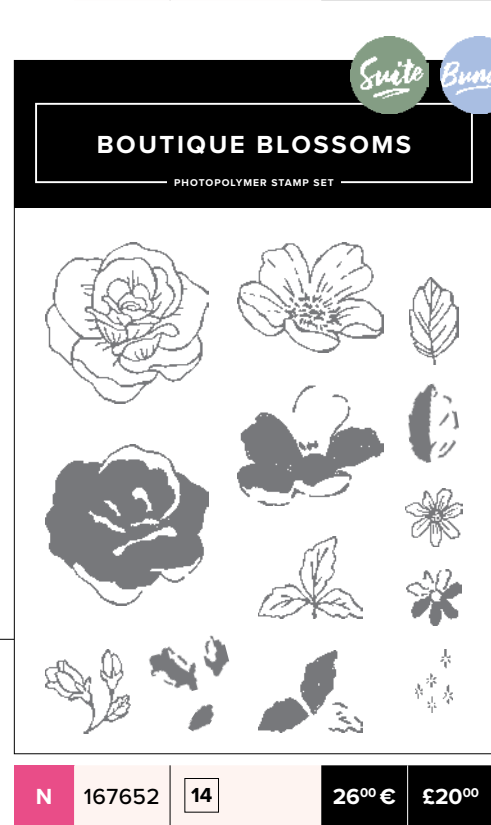 Suite
BOUTIQUE BLOSSOMS
PHOTOPOLYMER STAMP SET
N 167652 14 26⁰⁰ € £20⁰⁰